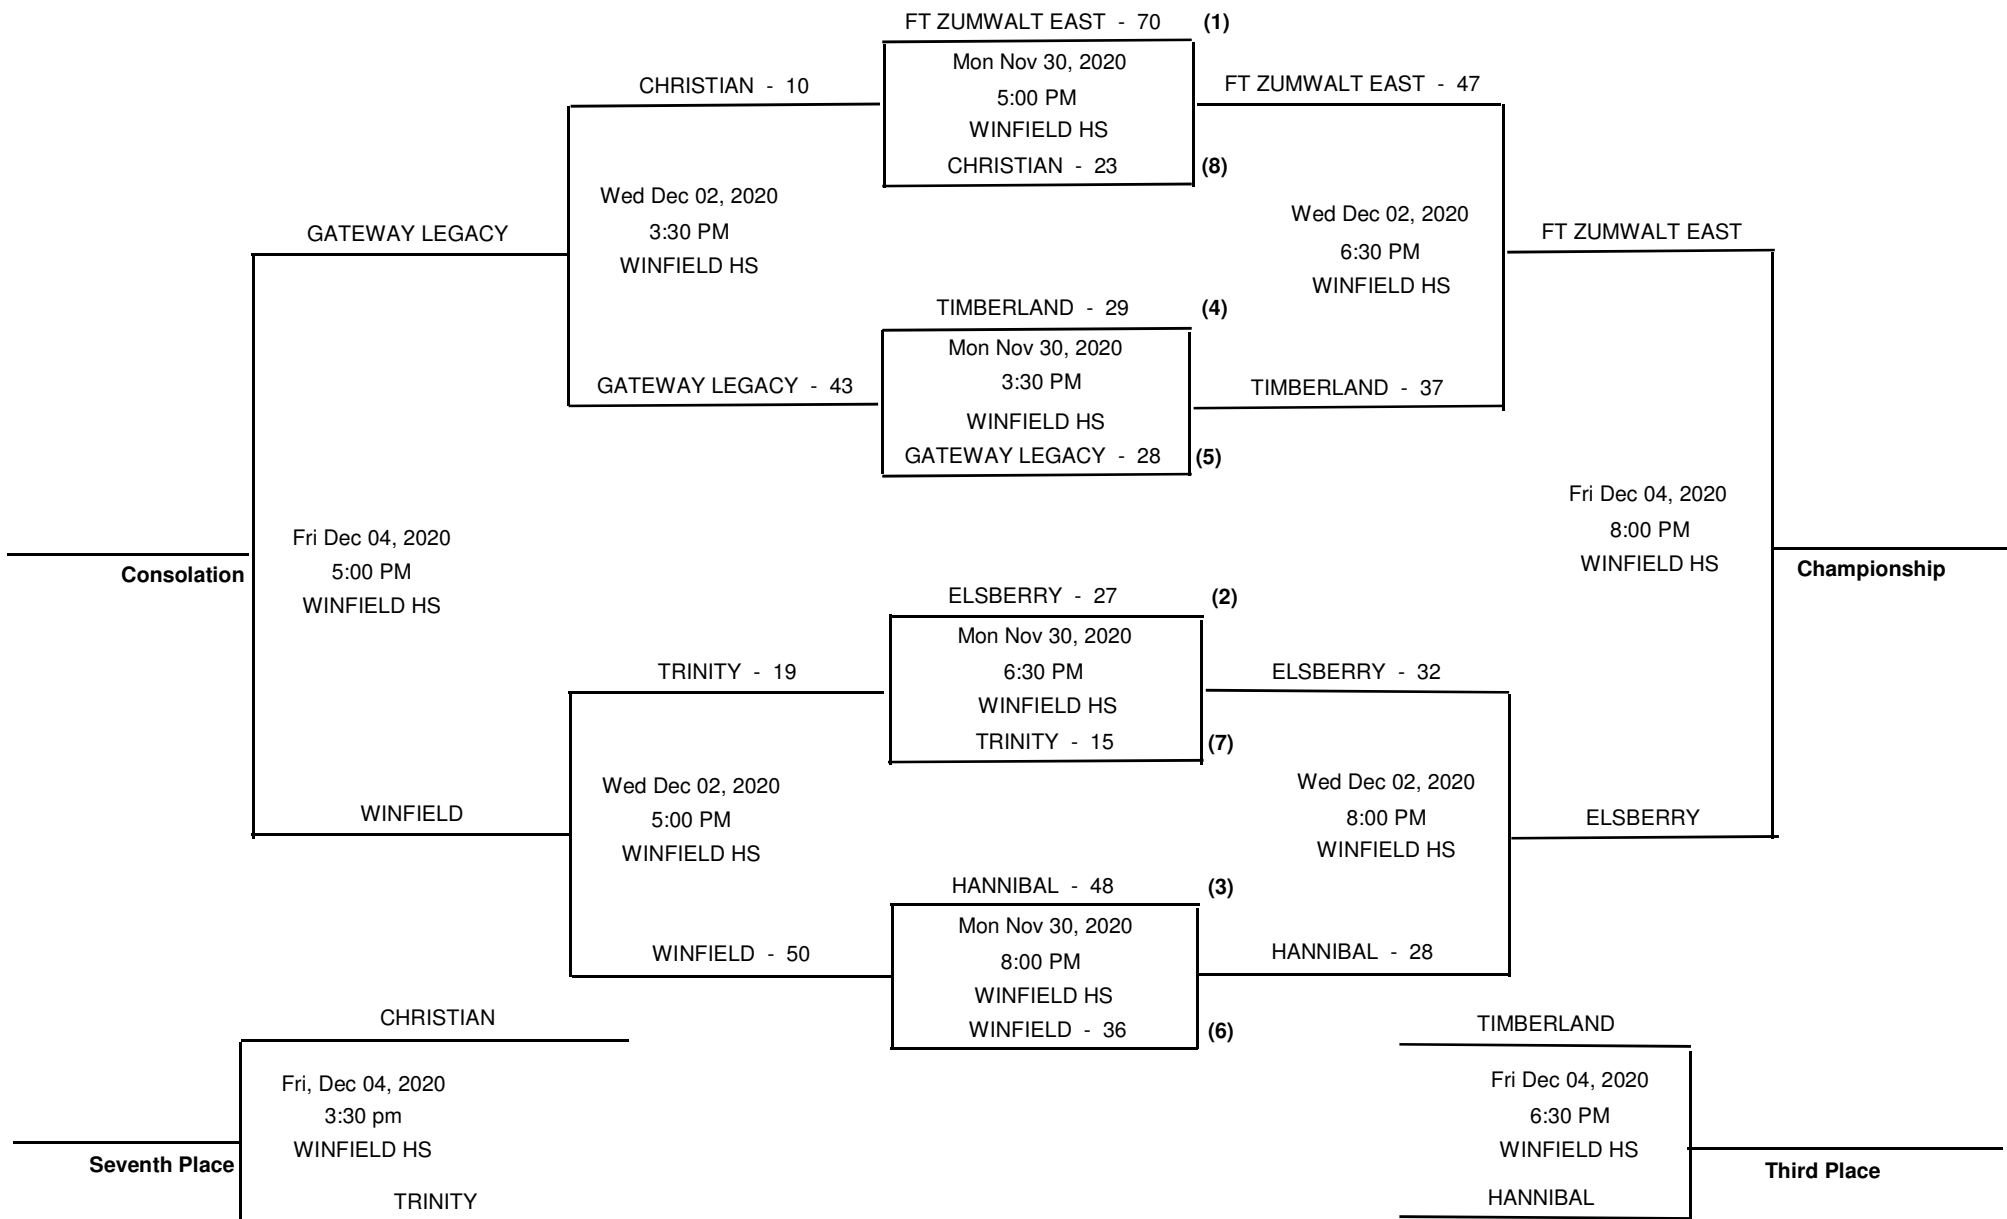 FT ZUMWALT EAST - 70 (1)
Mon Nov 30, 2020
5:00 PM
WINFIELD HS
CHRISTIAN - 23 (8)
CHRISTIAN - 10
FT ZUMWALT EAST - 47
Wed Dec 02, 2020
3:30 PM
WINFIELD HS
Wed Dec 02, 2020
6:30 PM
WINFIELD HS
GATEWAY LEGACY
FT ZUMWALT EAST
TIMBERLAND - 29 (4)
Mon Nov 30, 2020
3:30 PM
WINFIELD HS
GATEWAY LEGACY - 28 (5)
GATEWAY LEGACY - 43
TIMBERLAND - 37
Fri Dec 04, 2020
5:00 PM
WINFIELD HS
Consolation
Fri Dec 04, 2020
8:00 PM
WINFIELD HS
Championship
ELSBERRY - 27 (2)
Mon Nov 30, 2020
6:30 PM
WINFIELD HS
TRINITY - 15 (7)
TRINITY - 19
ELSBERRY - 32
Wed Dec 02, 2020
5:00 PM
WINFIELD HS
Wed Dec 02, 2020
8:00 PM
WINFIELD HS
WINFIELD
ELSBERRY
HANNIBAL - 48 (3)
Mon Nov 30, 2020
8:00 PM
WINFIELD HS
WINFIELD - 36 (6)
WINFIELD - 50
HANNIBAL - 28
CHRISTIAN
Fri, Dec 04, 2020
3:30 pm
WINFIELD HS
Seventh Place
TRINITY
TIMBERLAND
Fri Dec 04, 2020
6:30 PM
WINFIELD HS
Third Place
HANNIBAL